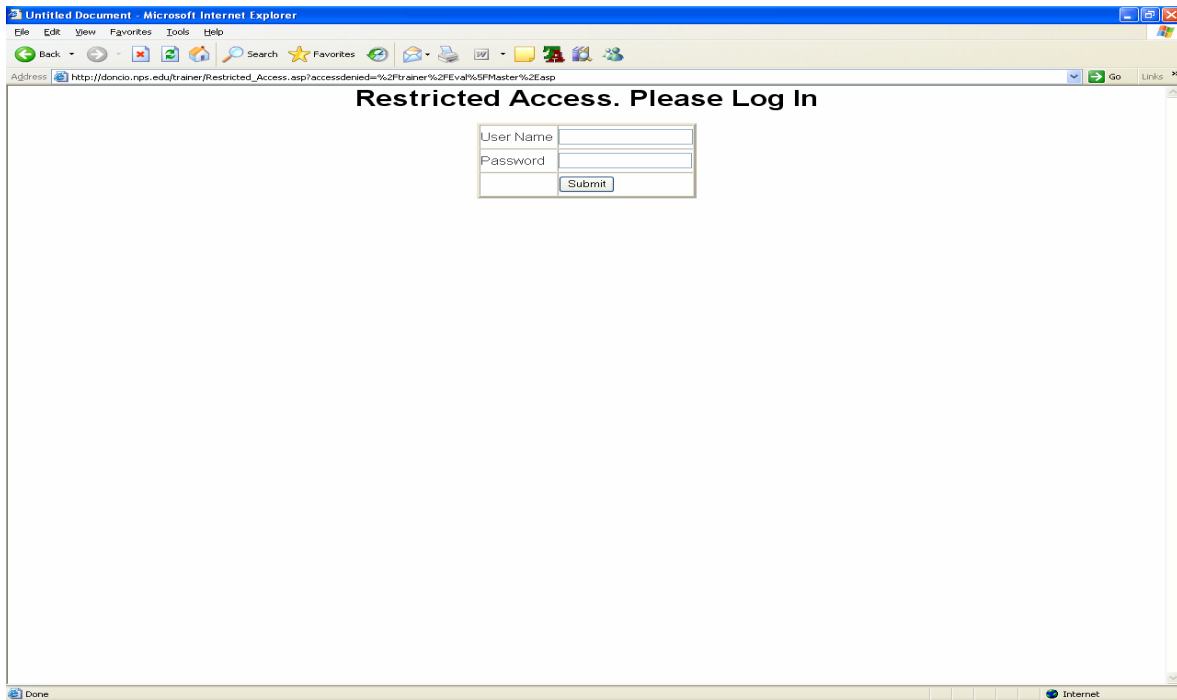 Untitled Document - Microsoft Internet Explorer
File Edit View Favorites Tools Help
Back Search Favorites
Address http://doncio.nps.edu/trainer/Restricted_Access.asp?accessdenied=%2Ftrainer%2FEval%5FMaster%2Easp Go Links »
Restricted Access. Please Log In
User Name
Password
Submit
Done Internet